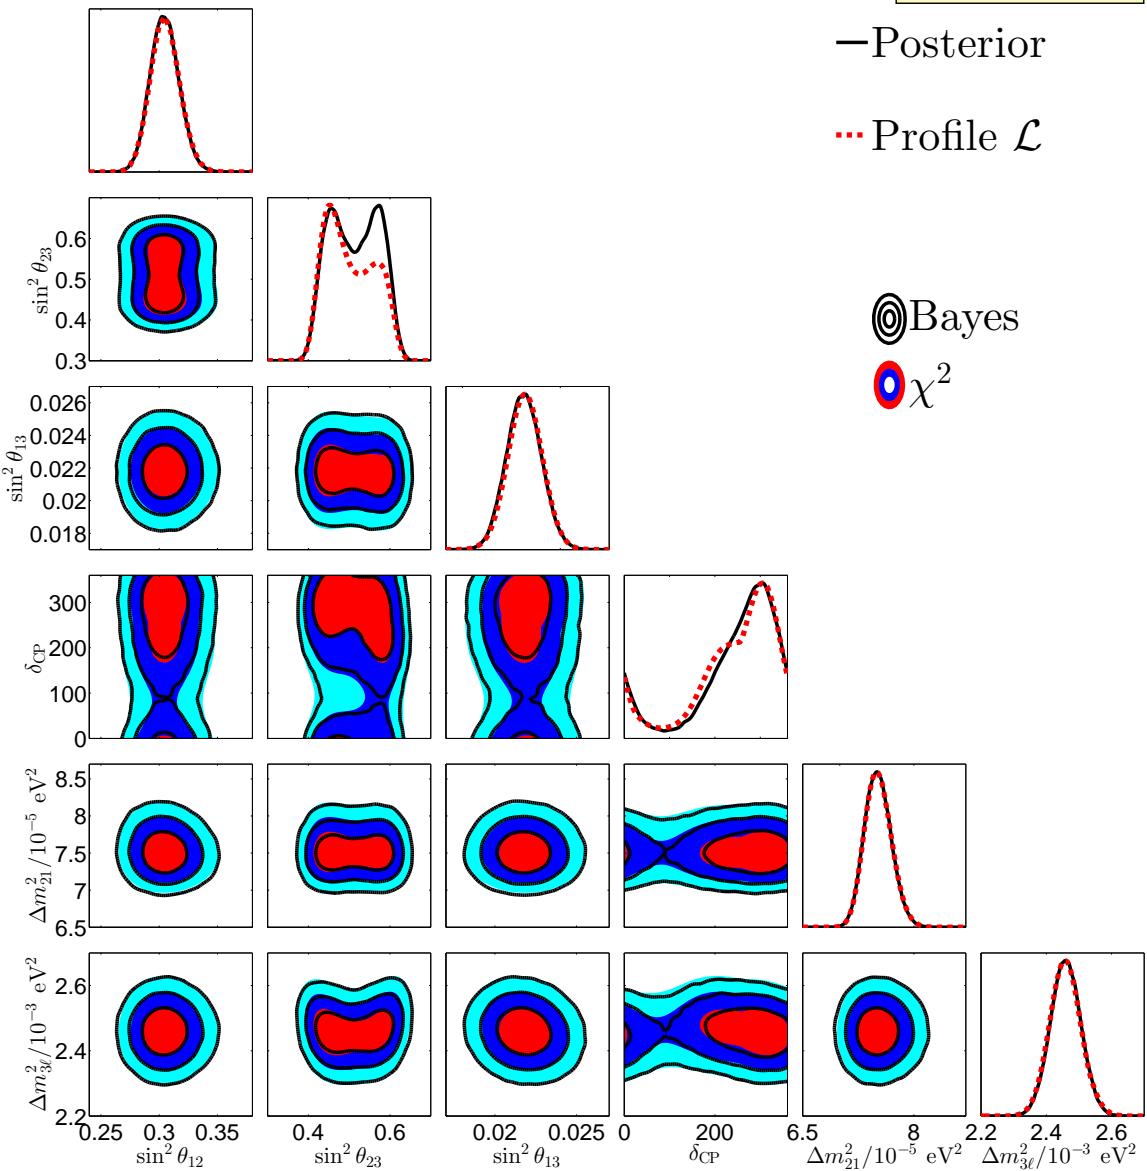 Posterior
Profile ℒ
Bayes
χ²
sin² θ₂₃
0.6
0.5
0.4
0.3
sin² θ₁₃
0.026
0.024
0.022
0.02
0.018
δ_CP
300
200
100
0
Δm²₂₁/10⁻⁵ eV²
8.5
8
7.5
7
6.5
Δm²₃ℓ/10⁻³ eV²
2.6
2.4
2.2
0.25 0.3 0.35
0.4 0.6
0.02 0.025
0 200
6.5 8
2.2 2.4 2.6
sin² θ₁₂
sin² θ₂₃
sin² θ₁₃
δ_CP
Δm²₂₁/10⁻⁵ eV²
Δm²₃ℓ/10⁻³ eV²